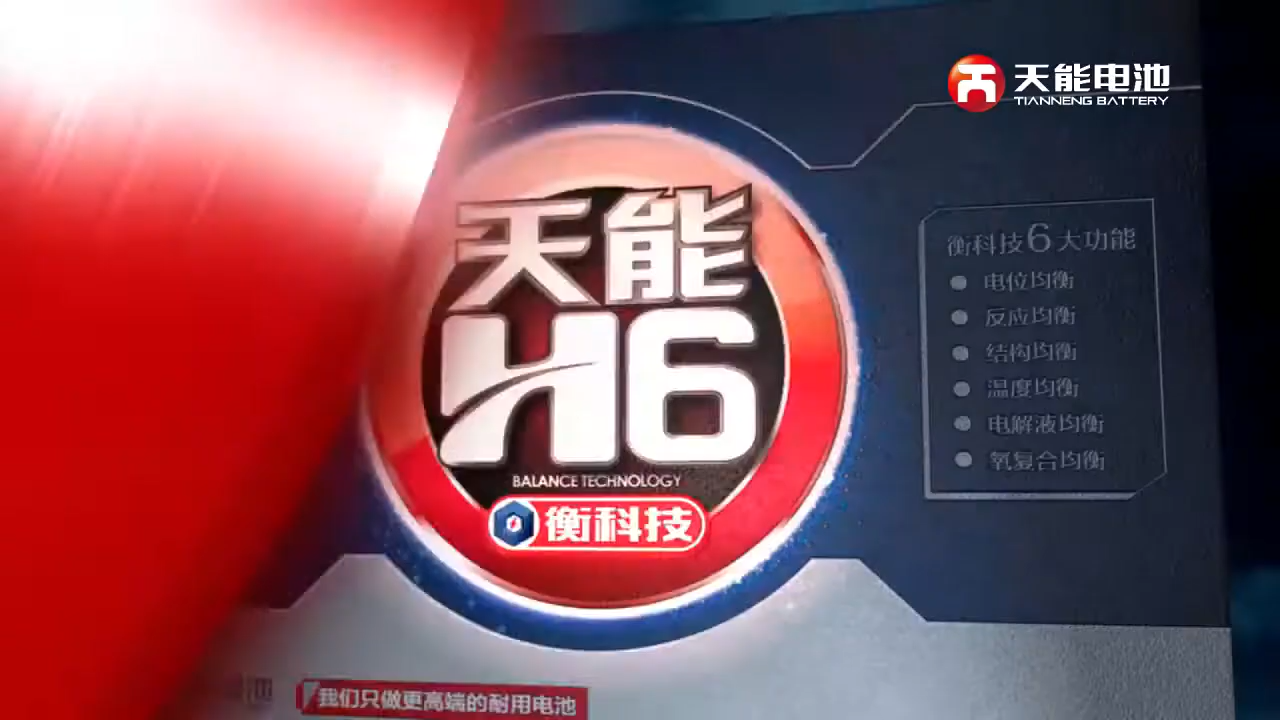 天能电池
TIANNENG BATTERY
天能
H6
BALANCE TECHNOLOGY
衡科技
衡科技6大功能
电位均衡
反应均衡
结构均衡
温度均衡
电解液均衡
氧复合均衡
池
我们只做更高端的耐用电池